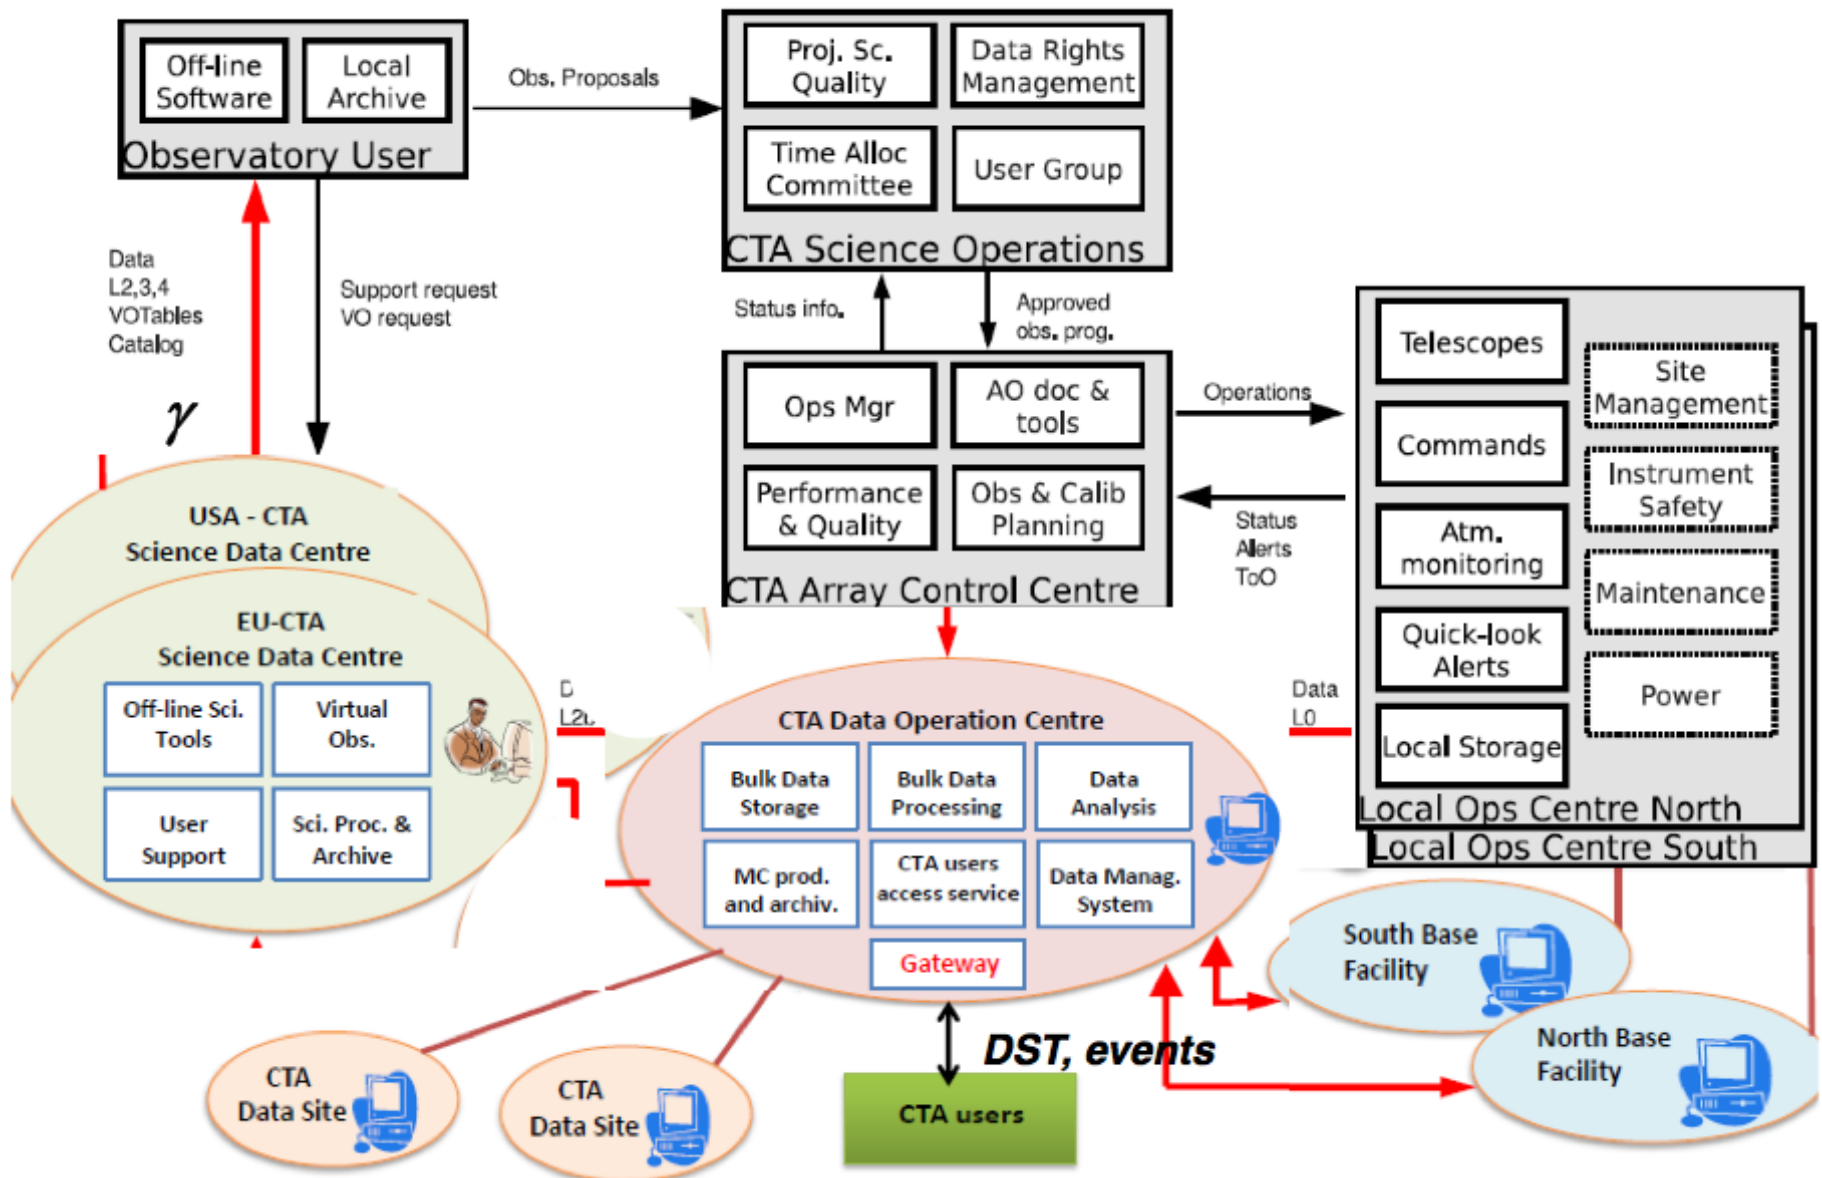 Off-line
Software
Local
Archive
Observatory User
Obs. Proposals
Proj. Sc.
Quality
Data Rights
Management
Time Alloc
Committee
User Group
CTA Science Operations
Data
L2,3,4
VOTables
Catalog
Support request
VO request
γ
Status info.
Approved
obs. prog.
Ops Mgr
AO doc &
tools
Performance
& Quality
Obs & Calib
Planning
CTA Array Control Centre
Operations
Status
Alerts
ToO
Telescopes
Commands
Atm.
monitoring
Quick-look
Alerts
Local Storage
Site
Management
Instrument
Safety
Maintenance
Power
Local Ops Centre North
Local Ops Centre South
USA - CTA
Science Data Centre
EU-CTA
Science Data Centre
Off-line Sci.
Tools
Virtual
Obs.
User
Support
Sci. Proc. &
Archive
CTA Data Operation Centre
Bulk Data
Storage
Bulk Data
Processing
Data
Analysis
MC prod.
and archiv.
CTA users
access service
Data Manag.
System
Gateway
Data
L0
South Base
Facility
North Base
Facility
DST, events
CTA
Data Site
CTA
Data Site
CTA users